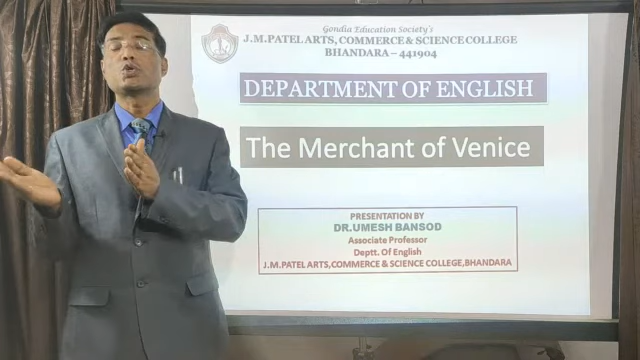 Gondia Education Society's
J.M.PATEL ARTS, COMMERCE & SCIENCE COLLEGE
BHANDARA – 441904
DEPARTMENT OF ENGLISH
The Merchant of Venice
PRESENTATION BY
DR.UMESH BANSOD
Associate Professor
Deptt. Of English
J.M.PATEL ARTS,COMMERCE & SCIENCE COLLEGE,BHANDARA